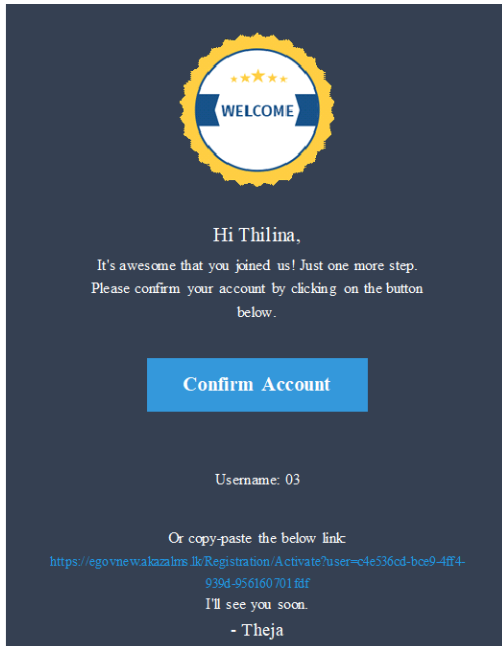 WELCOME
Hi Thilina,
It's awesome that you joined us! Just one more step.
Please confirm your account by clicking on the button
below.
Confirm Account
Username: 03
Or copy-paste the below link:
https://egovnew.akazalms.lk/Registration/Activate?user=c4e536cd-bce9-4ff4-
939d-956160701fdf
I'll see you soon.
- Theja